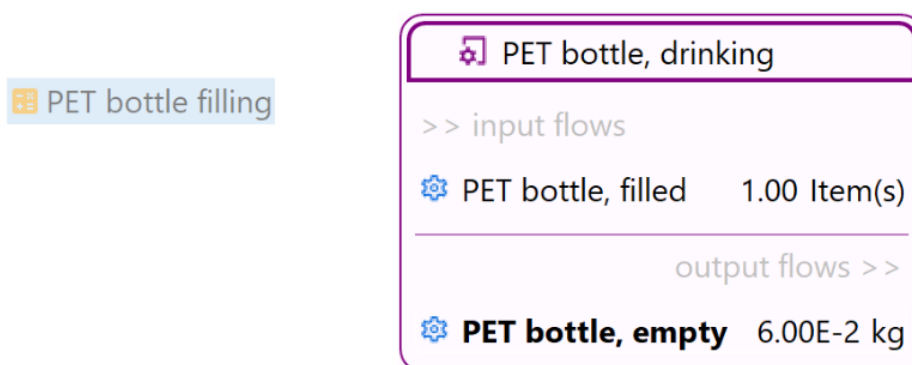 PET bottle filling
PET bottle, drinking
>> input flows
PET bottle, filled 1.00 Item(s)
output flows >>
PET bottle, empty 6.00E-2 kg